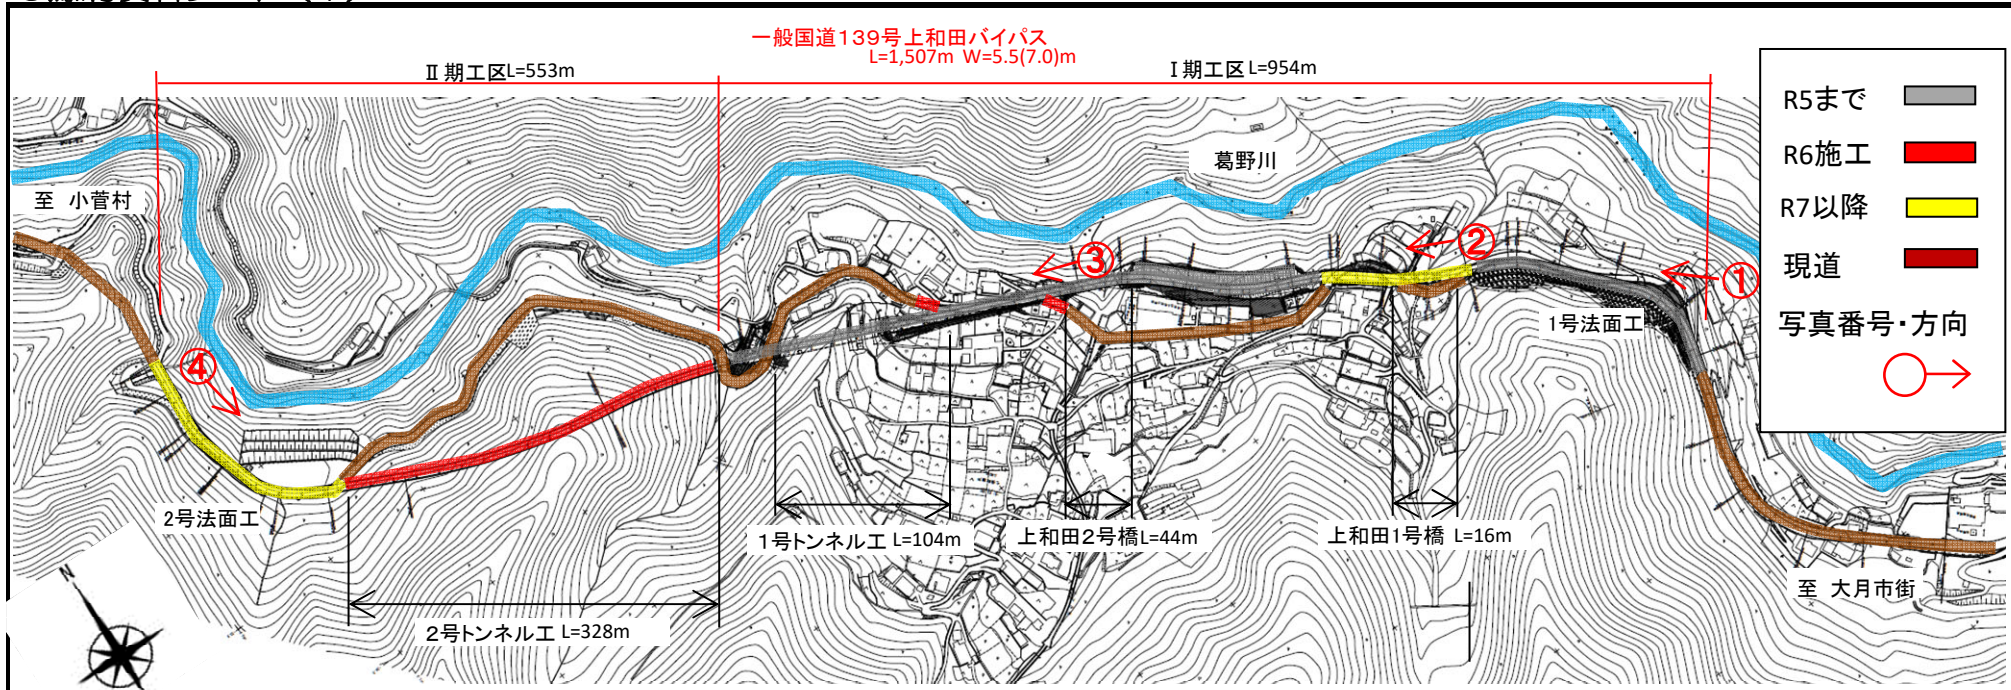 一般国道139号上和田バイパス
L=1,507m W=5.5(7.0)m
Ⅱ期工区L=553m
Ⅰ期工区L=954m
R5まで
R6施工
R7以降
現道
写真番号・方向
葛野川
至 小菅村
②
③
①
④
1号法面工
2号法面工
1号トンネル工 L=104m
上和田2号橋L=44m
上和田1号橋 L=16m
至 大月市街
2号トンネル工 L=328m
N